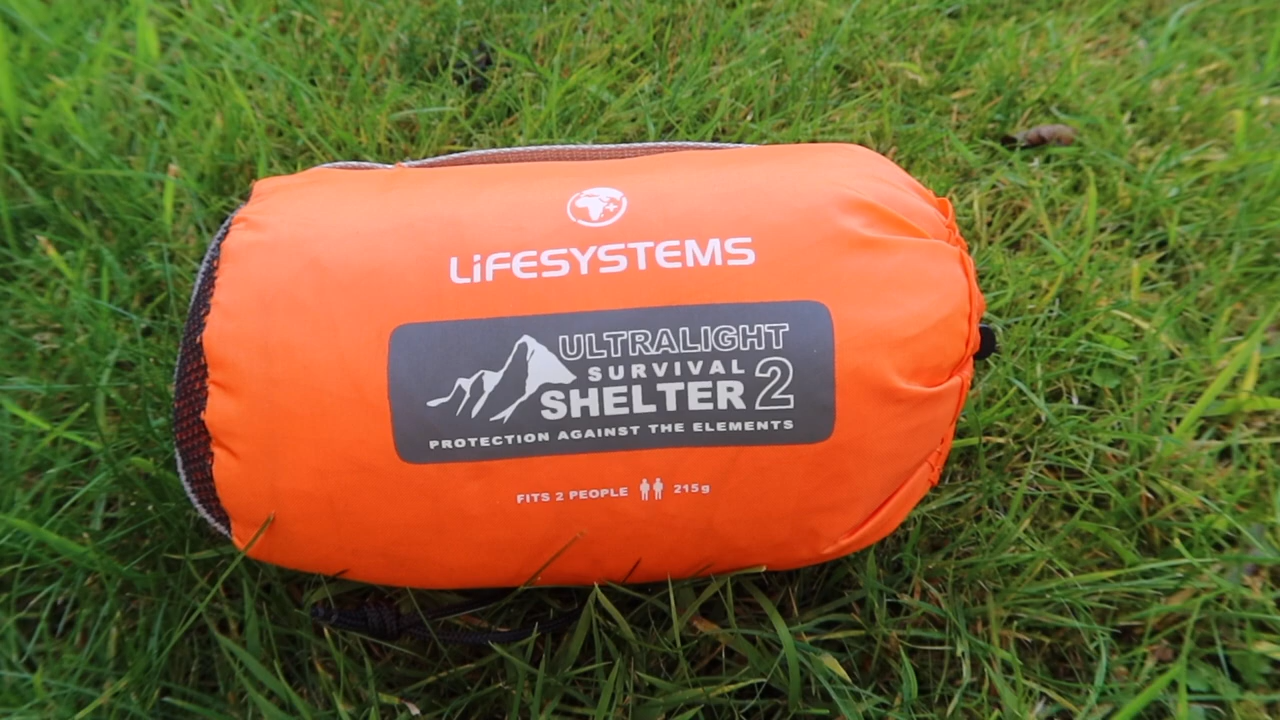 LiFESYSTEMS
ULTRALIGHT
SURVIVAL
SHELTER 2
PROTECTION AGAINST THE ELEMENTS
FITS 2 PEOPLE 215g